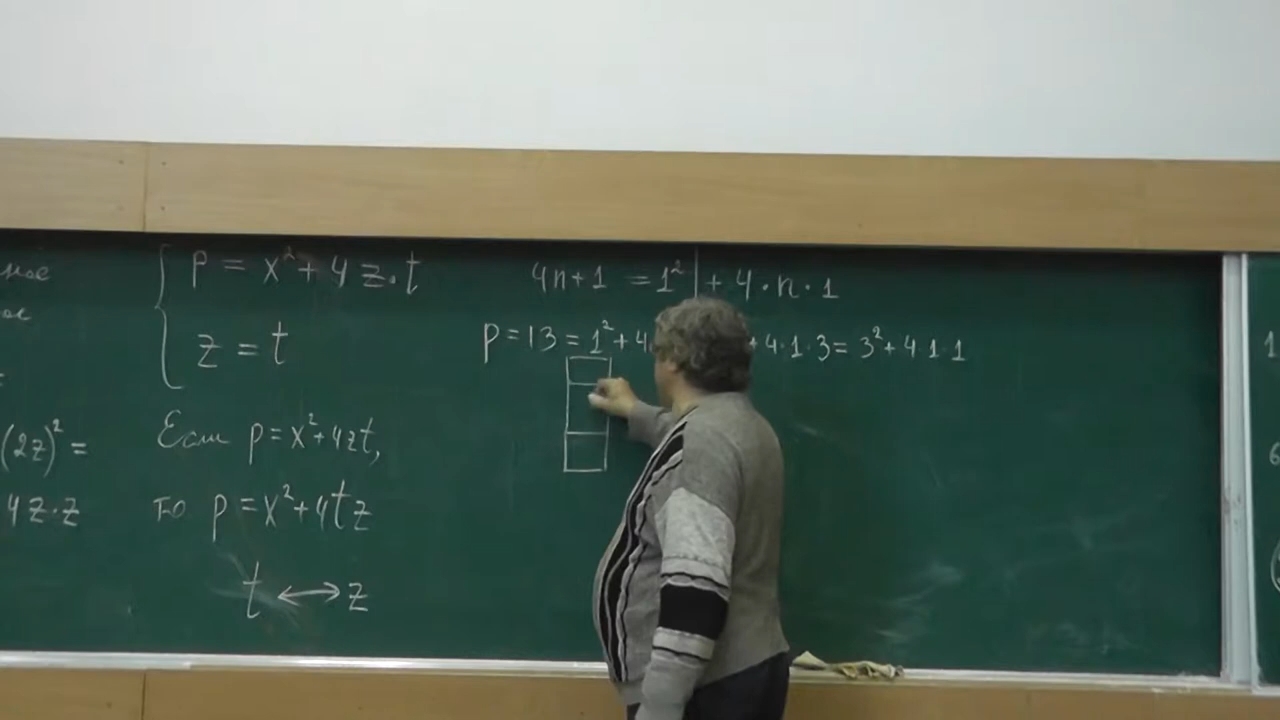 (2z)² =
4z·z
p = x² + 4z·t
z = t
Если p = x² + 4zt,
то p = x² + 4tz
t ↔ z
4n+1 = 1² + 4·n·1
p = 13 = 1² + 4· + 4·1·3 = 3² + 4·1·1